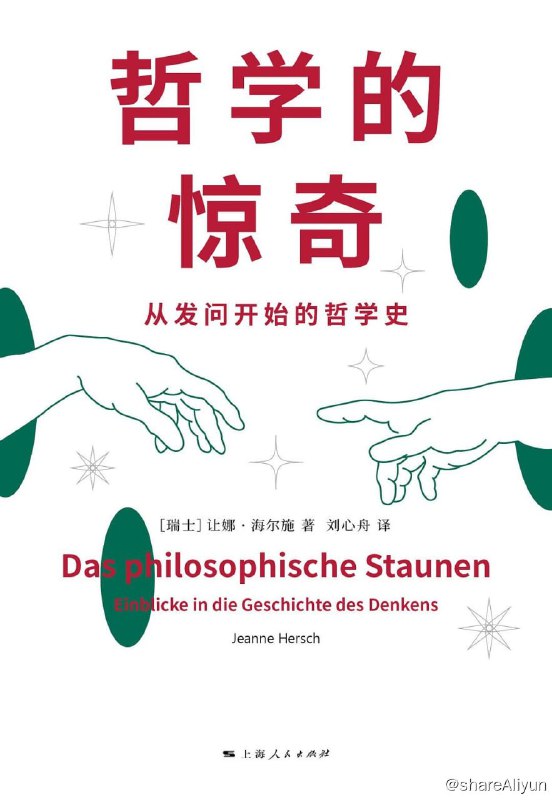 哲学的
惊奇
从发问开始的哲学史
[瑞士]让娜·海尔施 著 刘心舟 译
Das philosophische Staunen
Einblicke in die Geschichte des Denkens
Jeanne Hersch
上海人民出版社
@shareAliyun